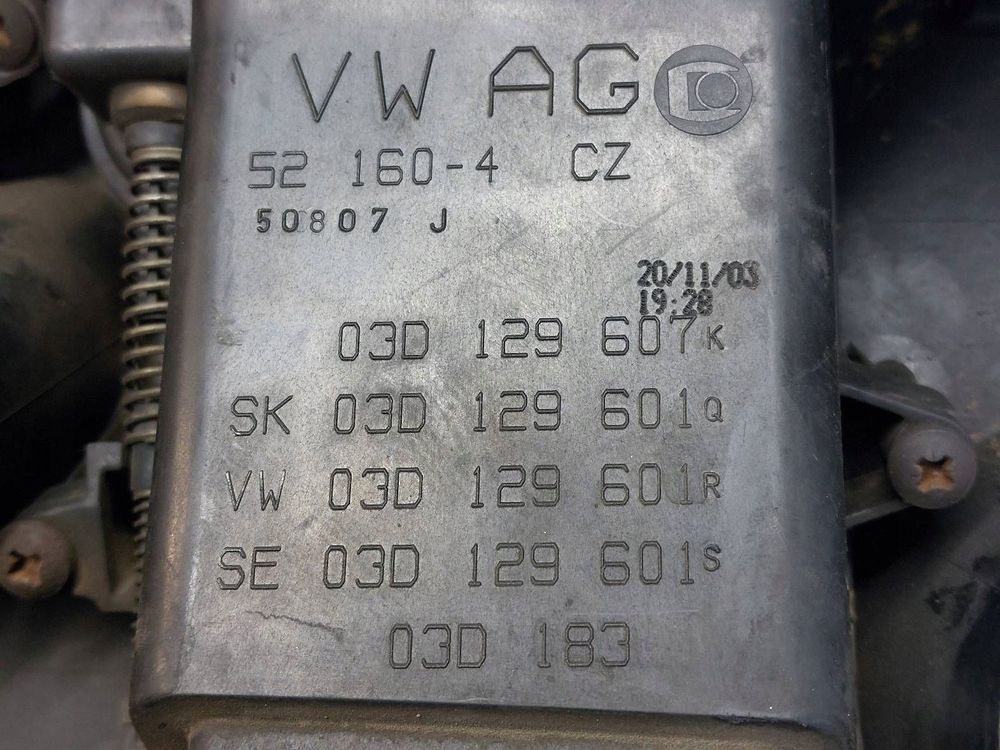 VW AG
52 160-4 CZ
50807 J
20/11/03
19:28
03D 129 607K
SK 03D 129 601Q
VW 03D 129 601R
SE 03D 129 601S
03D 183